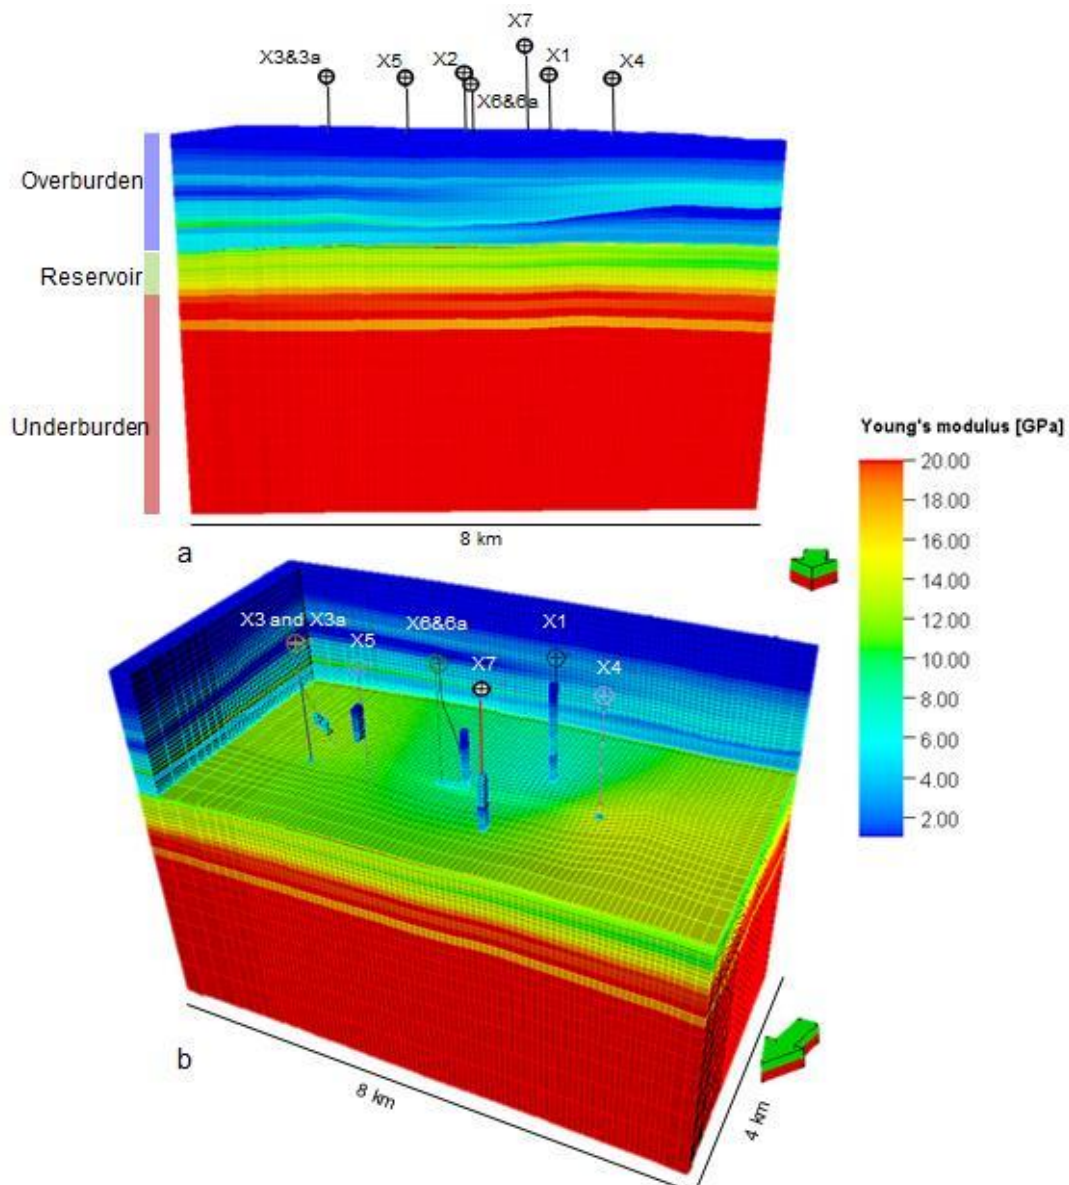 X7
X3&3a
X5
X2
X1
X4
X6&6a
Overburden
Reservoir
Underburden
Young's modulus [GPa]
20.00
18.00
16.00
14.00
12.00
10.00
8.00
6.00
4.00
2.00
8 km
a
X3 and X3a
X5
X6&6a
X7
X1
X4
b
8 km
4 km